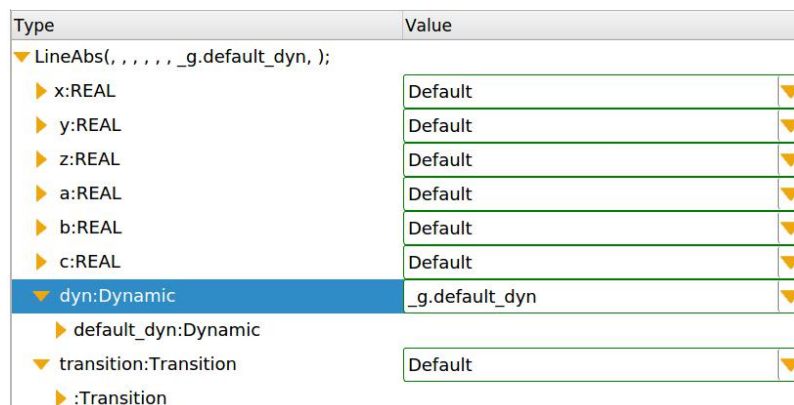 Type Value
LineAbs(, , , , , , _g.default_dyn, );
x:REAL Default
y:REAL Default
z:REAL Default
a:REAL Default
b:REAL Default
c:REAL Default
dyn:Dynamic _g.default_dyn
default_dyn:Dynamic
transition:Transition Default
:Transition